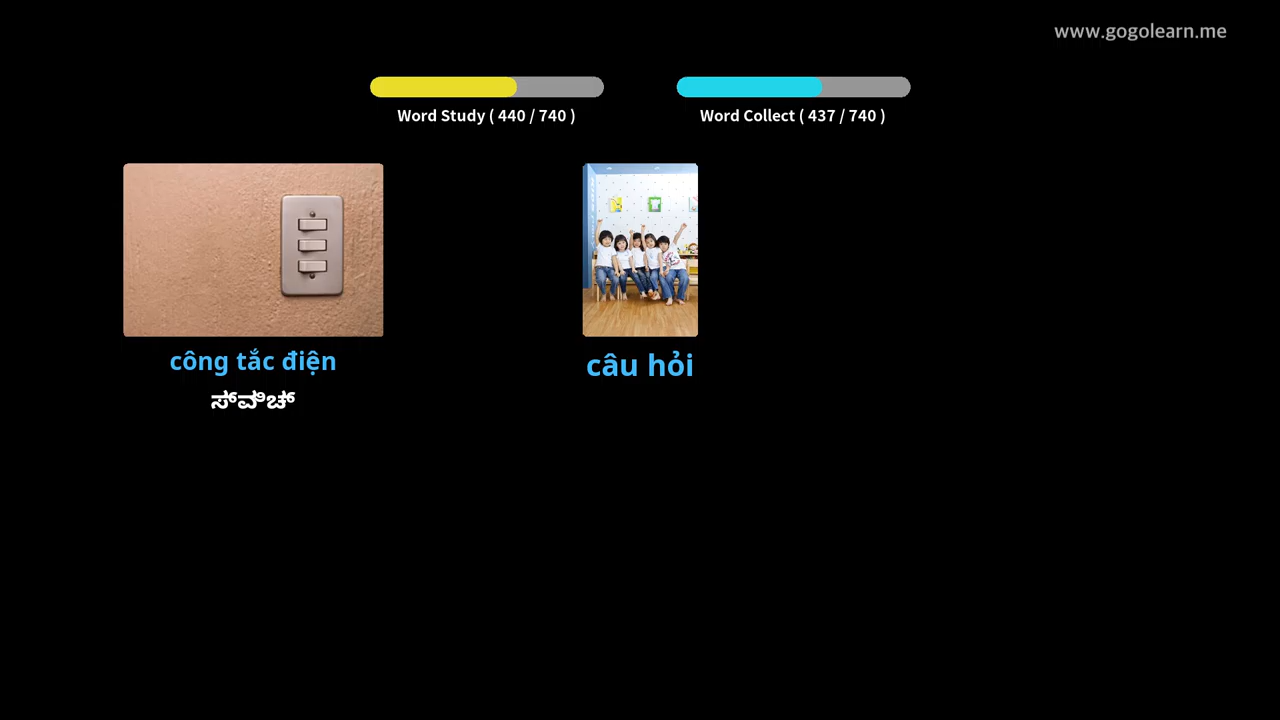 www.gogolearn.me
Word Study ( 440 / 740 )
Word Collect ( 437 / 740 )
công tắc điện
ಸ್ವಿಚ್
câu hỏi